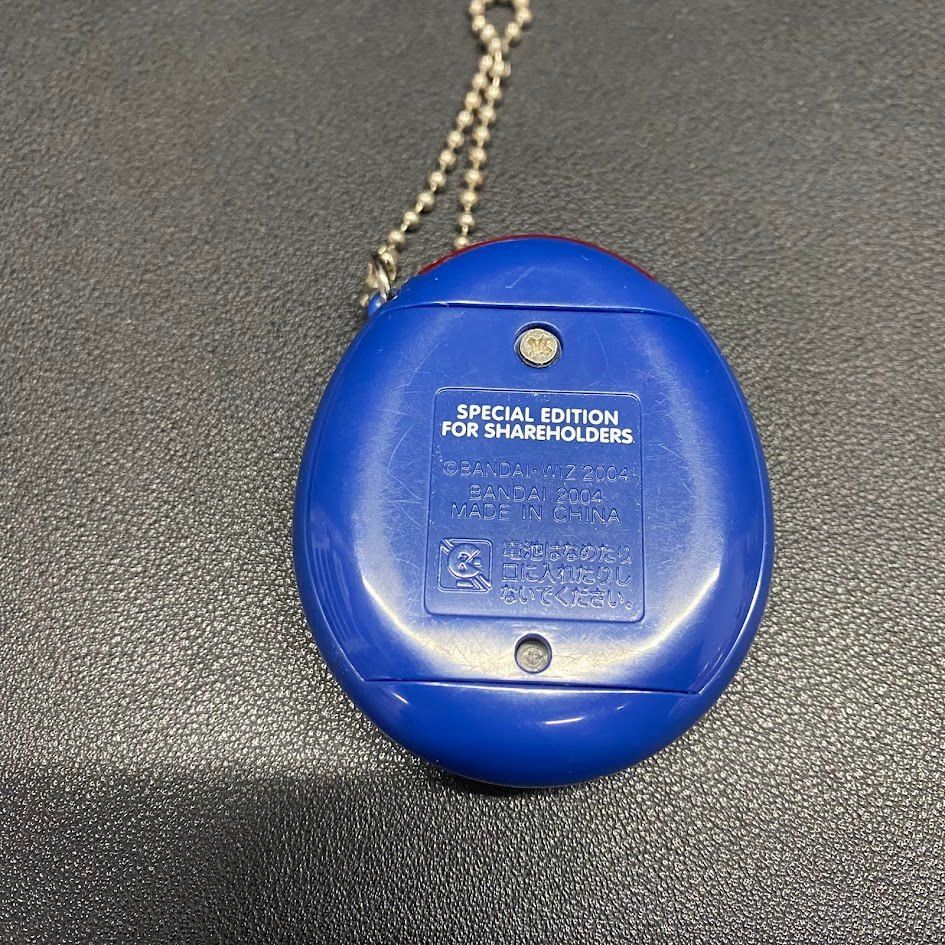 SPECIAL EDITION
FOR SHAREHOLDERS
©BANDAI・WIZ 2004
BANDAI 2004
MADE IN CHINA
電池はなめたり
口に入れたりし
ないでください。